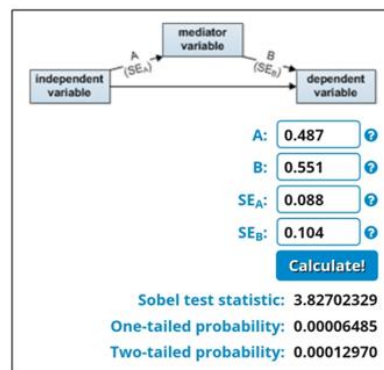 mediator
variable
A
(SEA)
B
(SEB)
independent
variable
dependent
variable
A: 0.487 ?
B: 0.551 ?
SEA: 0.088 ?
SEB: 0.104 ?
Calculate!
Sobel test statistic: 3.82702329
One-tailed probability: 0.00006485
Two-tailed probability: 0.00012970